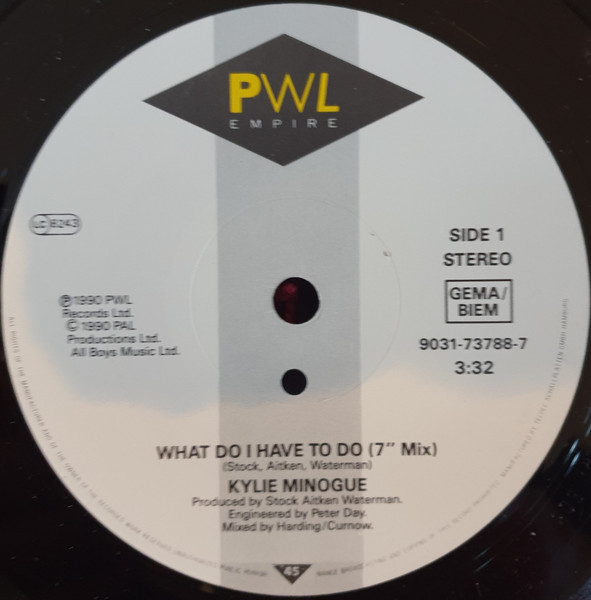 PWL
EMPIRE
LC 8243
SIDE 1
STEREO
GEMA/
BIEM
9031-73788-7
3:32
℗1990 PWL
Records Ltd.
© 1990 PAL
Productions Ltd.
All Boys Music Ltd.
WHAT DO I HAVE TO DO (7" Mix)
(Stock, Aitken, Waterman)
KYLIE MINOGUE
Produced by Stock Aitken Waterman.
Engineered by Peter Day.
Mixed by Harding/Curnow.
45